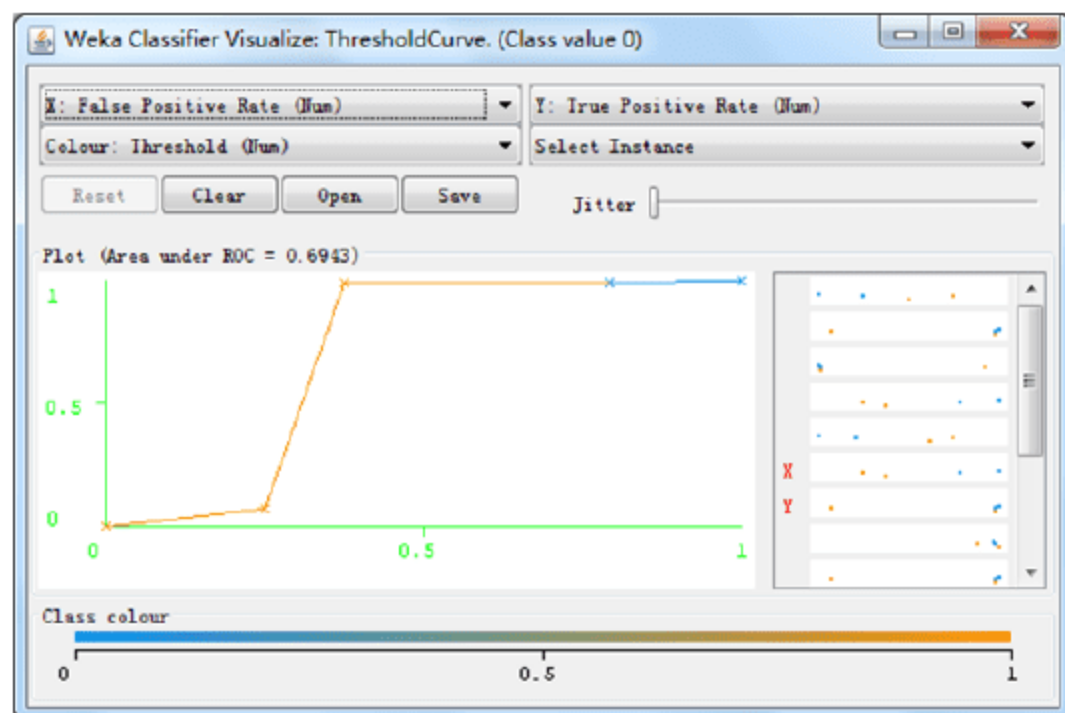 Weka Classifier Visualize: ThresholdCurve. (Class value 0)
X: False Positive Rate (Num) Y: True Positive Rate (Num)
Colour: Threshold (Num) Select Instance
Reset Clear Open Save Jitter
Plot (Area under ROC = 0.6943)
1
0.5
X
Y
0
0 0.5 1
Class colour
0 0.5 1